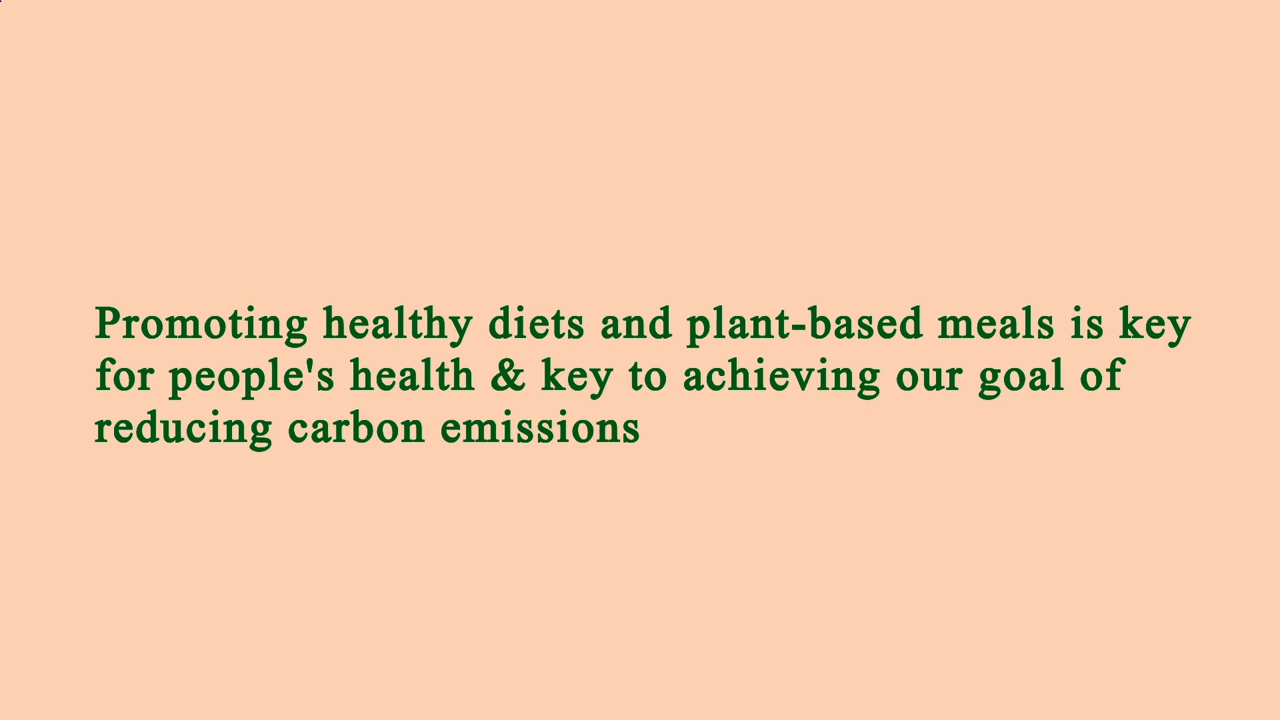 Promoting healthy diets and plant-based meals is key
for people's health & key to achieving our goal of
reducing carbon emissions